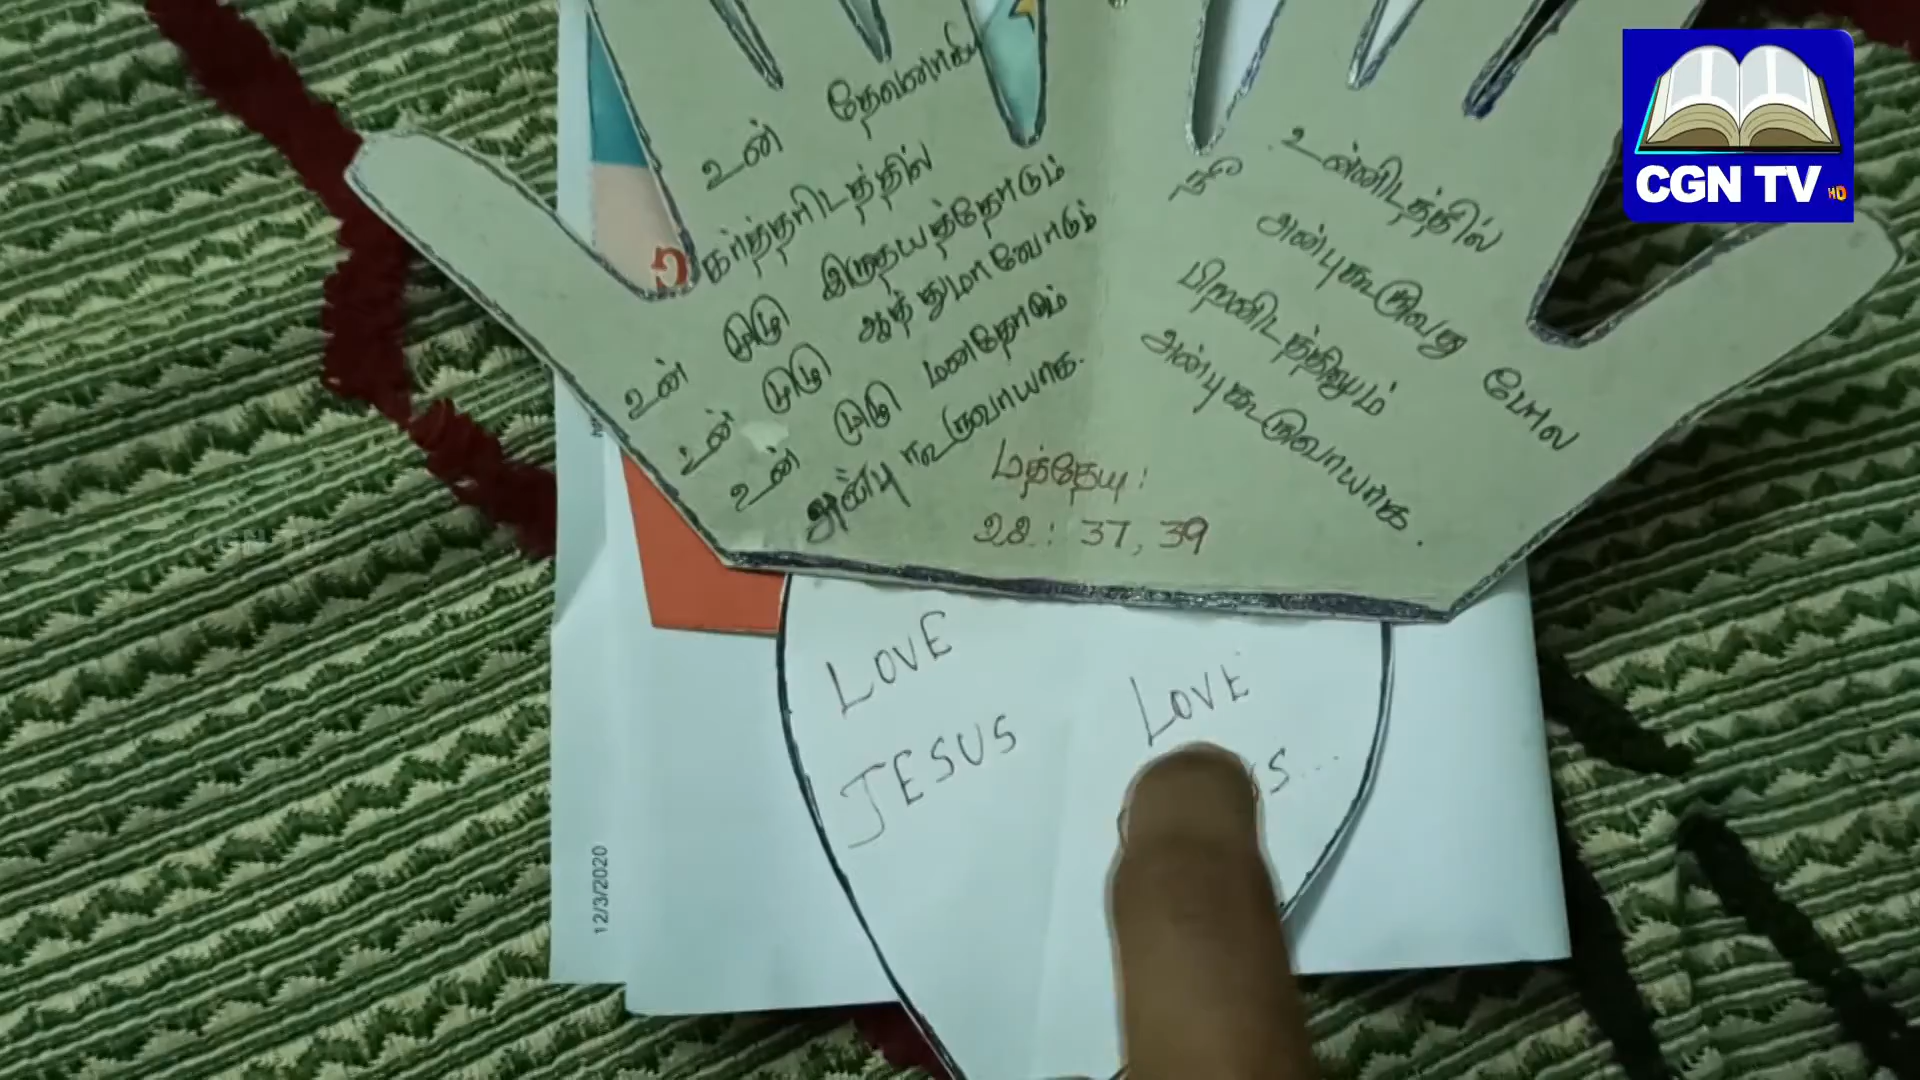 உன் தேவனாகிய
கர்த்தரிடத்தில்
உன் முழு இருதயத்தோடும்
உன் முழு ஆத்துமாவோடும்
உன் முழு மனதோடும்
அன்பு கூருவாயாக.
நீ உன்னிடத்தில்
அன்புகூருவது போல
பிறனிடத்திலும்
அன்புகூருவாயாக.
மத்தேயு:
22: 37, 39
LOVE
JESUS
LOVE
12/3/2020
CGN TV HD